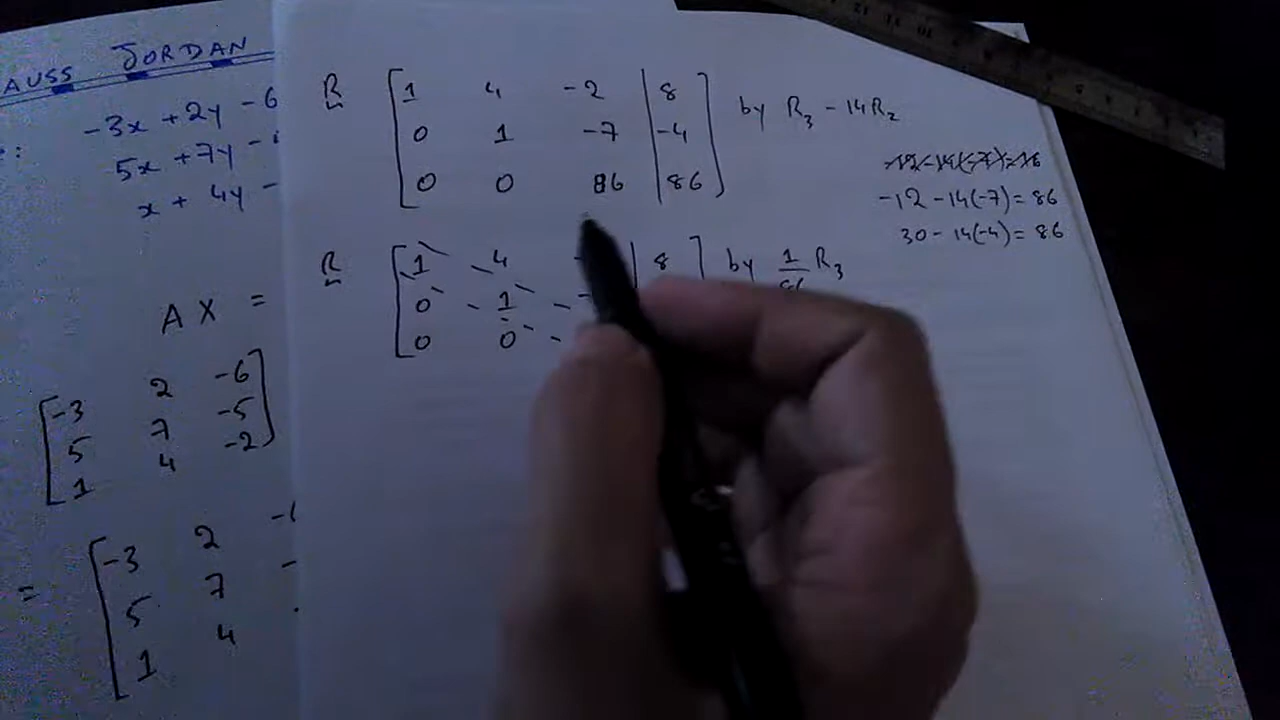 AUSS JORDAN
-3x + 2y - 6
5x + 7y -
x + 4y -
A X =
-3 2 -6
5 7 -5
1 4 -2
= -3 2
5 7 -
1 4
R 1 4 -2 8 by R3 - 14R2
0 1 -7 -4
0 0 86 86
-12 - 14(-7) = 86
30 - 14(-4) = 86
R 1 4 8 by 1/86 R3
0 1
0 0